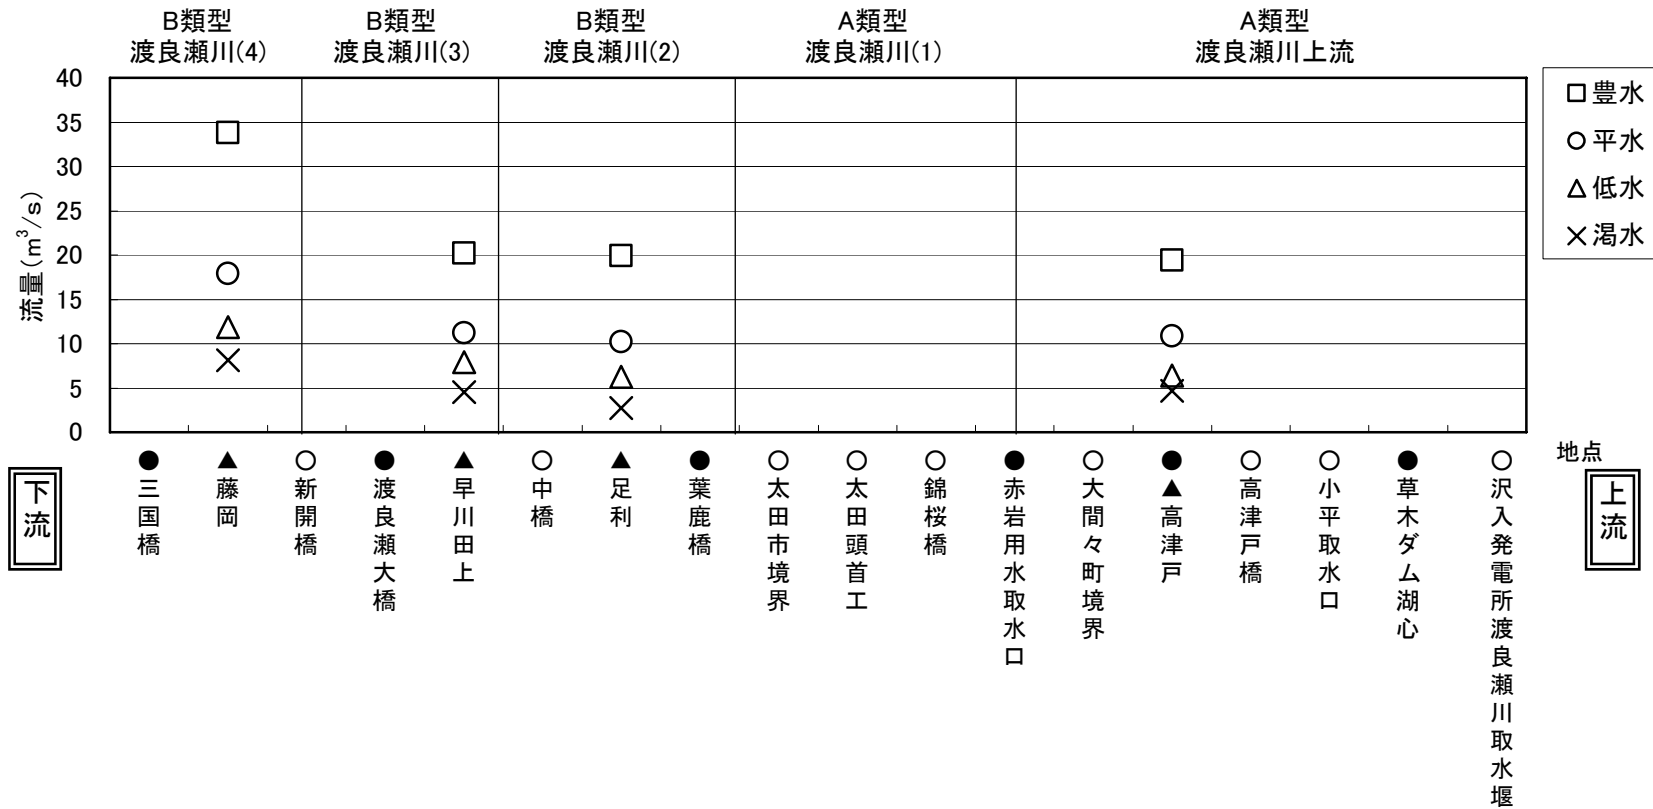 B類型
渡良瀬川(4)
B類型
渡良瀬川(3)
B類型
渡良瀬川(2)
A類型
渡良瀬川(1)
A類型
渡良瀬川上流
40
35
30
25
20
15
10
5
0
流量(m³/s)
□豊水
○平水
△低水
×渇水
地点
下流
上流
●三国橋
▲藤岡
○新開橋
●渡良瀬大橋
▲早川田上
○中橋
▲足利
●葉鹿橋
○太田市境界
○太田頭首工
○錦桜橋
●赤岩用水取水口
○大間々町境界
●▲高津戸
○高津戸橋
○小平取水口
●草木ダム湖心
○沢入発電所渡良瀬川取水堰